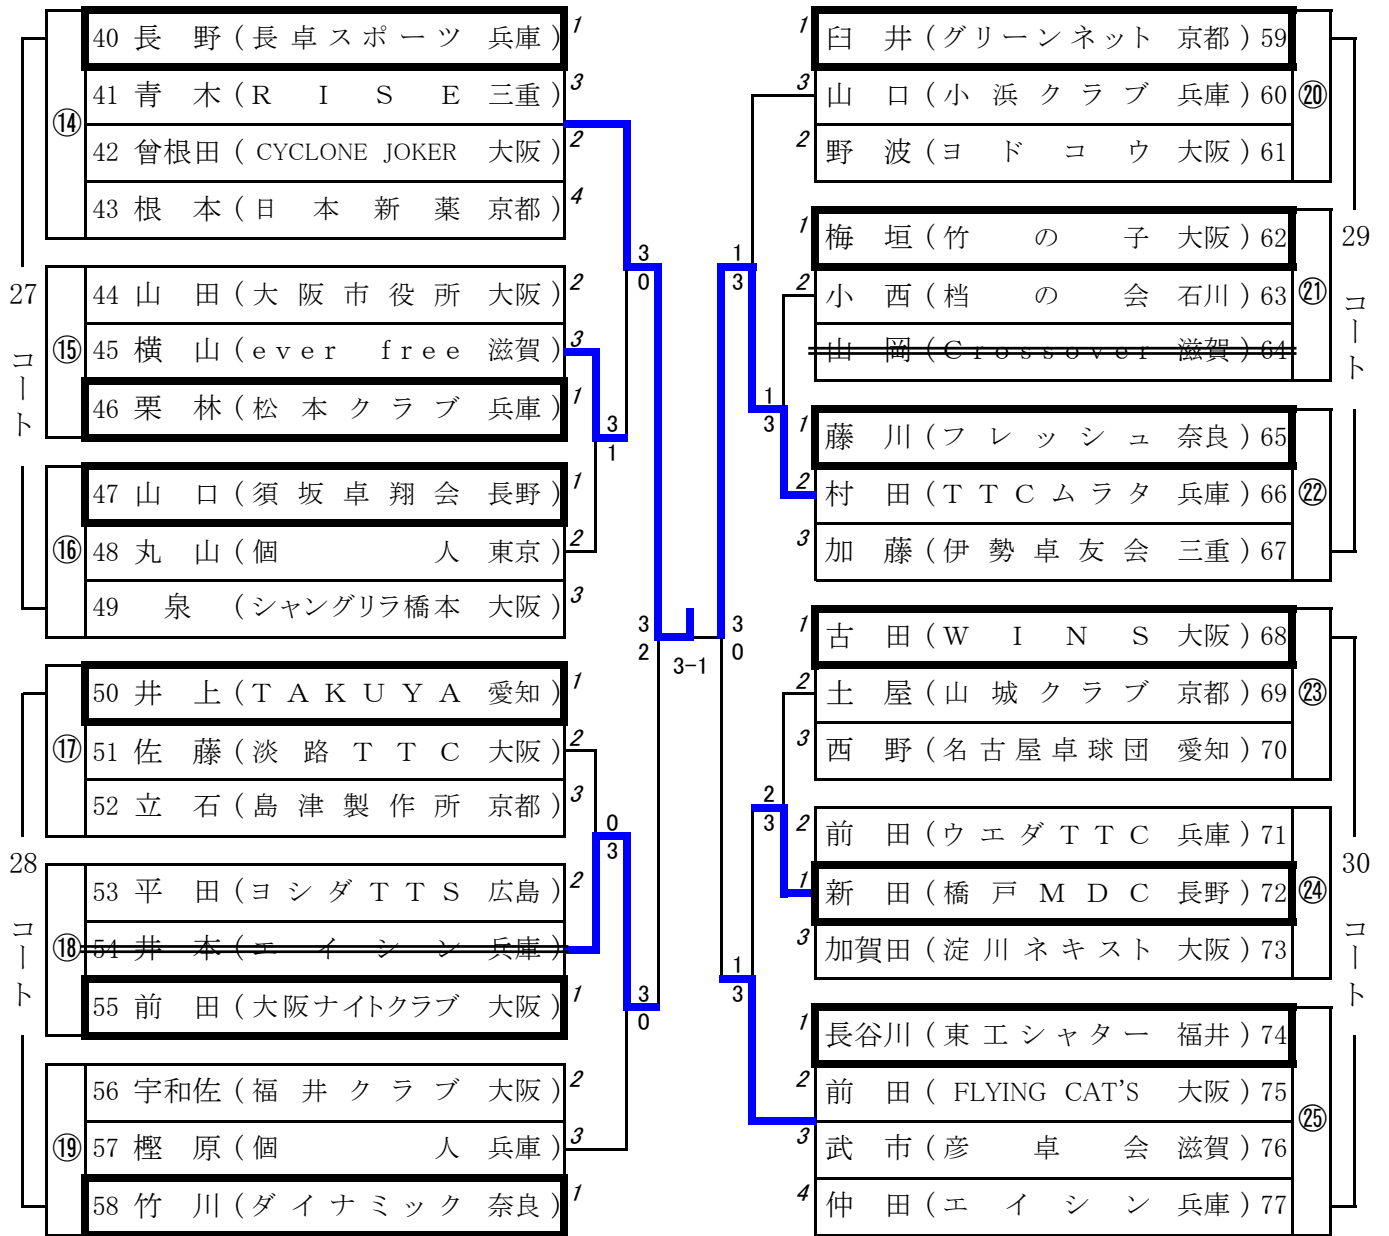 ⑭
40 長 野 ( 長 卓 スポーツ 兵庫 ) 1
41 青 木 ( R I S E 三重 ) 3
42 曾根田 ( CYCLONE JOKER 大阪 ) 2
43 根 本 ( 日 本 新 薬 京都 ) 4
27 コート
⑮
44 山 田 ( 大 阪 市 役 所 大阪 ) 2
45 横 山 ( ever free 滋賀 ) 3
46 栗 林 ( 松 本 ク ラ ブ 兵庫 ) 1
⑯
47 山 口 ( 須 坂 卓 翔 会 長野 ) 1
48 丸 山 ( 個 人 東京 ) 2
49 泉 ( シャングリラ橋本 大阪 ) 3
3
0
3
1
⑰
50 井 上 ( T A K U Y A 愛知 ) 1
51 佐 藤 ( 淡 路 T T C 大阪 ) 2
52 立 石 ( 島 津 製 作 所 京都 ) 3
28 コート
⑱
53 平 田 ( ヨ シ ダ T T S 広島 ) 2
54 井 本 ( エ イ シ ン 兵庫 )
55 前 田 ( 大阪ナイトクラブ 大阪 ) 1
⑲
56 宇和佐 ( 福 井 ク ラ ブ 大阪 ) 2
57 樫 原 ( 個 人 兵庫 ) 3
58 竹 川 ( ダ イ ナ ミ ッ ク 奈良 ) 1
0
3
3
0
3
2
3-1
3
0
1 臼 井 ( グ リ ー ン ネ ッ ト 京都 ) 59
3 山 口 ( 小 浜 ク ラ ブ 兵庫 ) 60
2 野 波 ( ヨ ド コ ウ 大阪 ) 61
⑳
1 梅 垣 ( 竹 の 子 大阪 ) 62
2 小 西 ( 档 の 会 石川 ) 63
山 岡 ( Crossover 滋賀 ) 64
㉑
29 コート
1 藤 川 ( フ レ ッ シ ュ 奈良 ) 65
2 村 田 ( T T C ム ラ タ 兵庫 ) 66
3 加 藤 ( 伊 勢 卓 友 会 三重 ) 67
㉒
1
3
1
3
1 古 田 ( W I N S 大阪 ) 68
2 土 屋 ( 山 城 ク ラ ブ 京都 ) 69
3 西 野 ( 名 古 屋 卓 球 団 愛知 ) 70
㉓
2 前 田 ( ウ エ ダ T T C 兵庫 ) 71
1 新 田 ( 橋 戸 M D C 長野 ) 72
3 加賀田 ( 淀 川 ネ キ ス ト 大阪 ) 73
㉔
30 コート
1 長谷川 ( 東 工 シ ャ タ ー 福井 ) 74
2 前 田 ( FLYING CAT'S 大阪 ) 75
3 武 市 ( 彦 卓 会 滋賀 ) 76
4 仲 田 ( エ イ シ ン 兵庫 ) 77
㉕
2
3
1
3